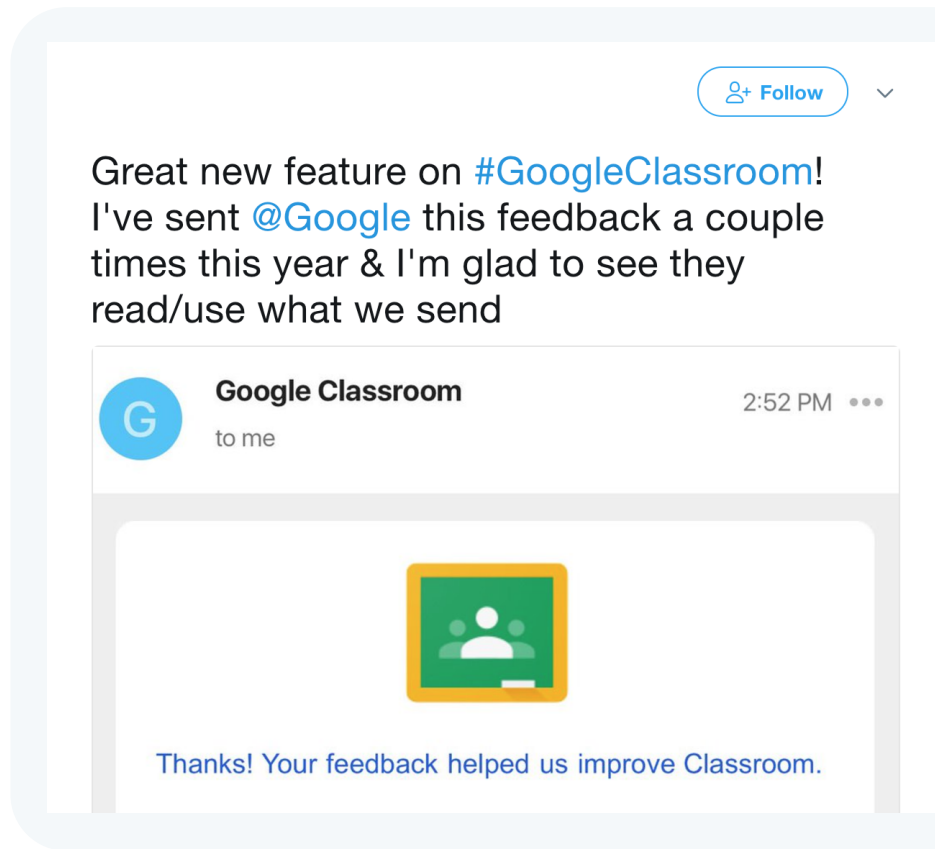 Follow
Great new feature on #GoogleClassroom!
I've sent @Google this feedback a couple
times this year & I'm glad to see they
read/use what we send
G
Google Classroom
2:52 PM
to me
Thanks! Your feedback helped us improve Classroom.